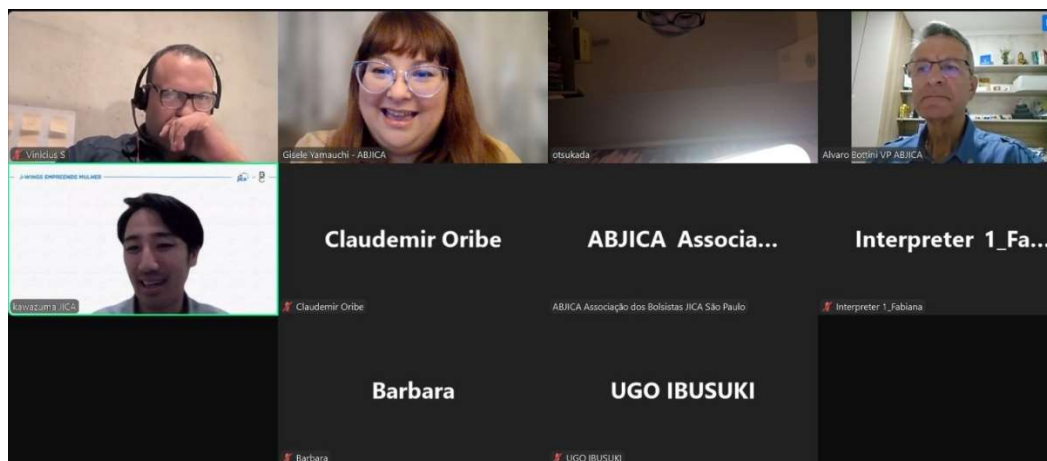 Vinicius S
Gisele Yamauchi - ABJICA
otsukada
Alvaro Bottini VP ABJICA
J-WINGS EMPREENDE MULHER
kawazuma JICA
Claudemir Oribe
Claudemir Oribe
ABJICA Associa...
ABJICA Associação dos Bolsistas JICA São Paulo
Interpreter 1_Fa...
Interpreter 1_Fabiana
Barbara
Barbara
UGO IBUSUKI
UGO IBUSUKI